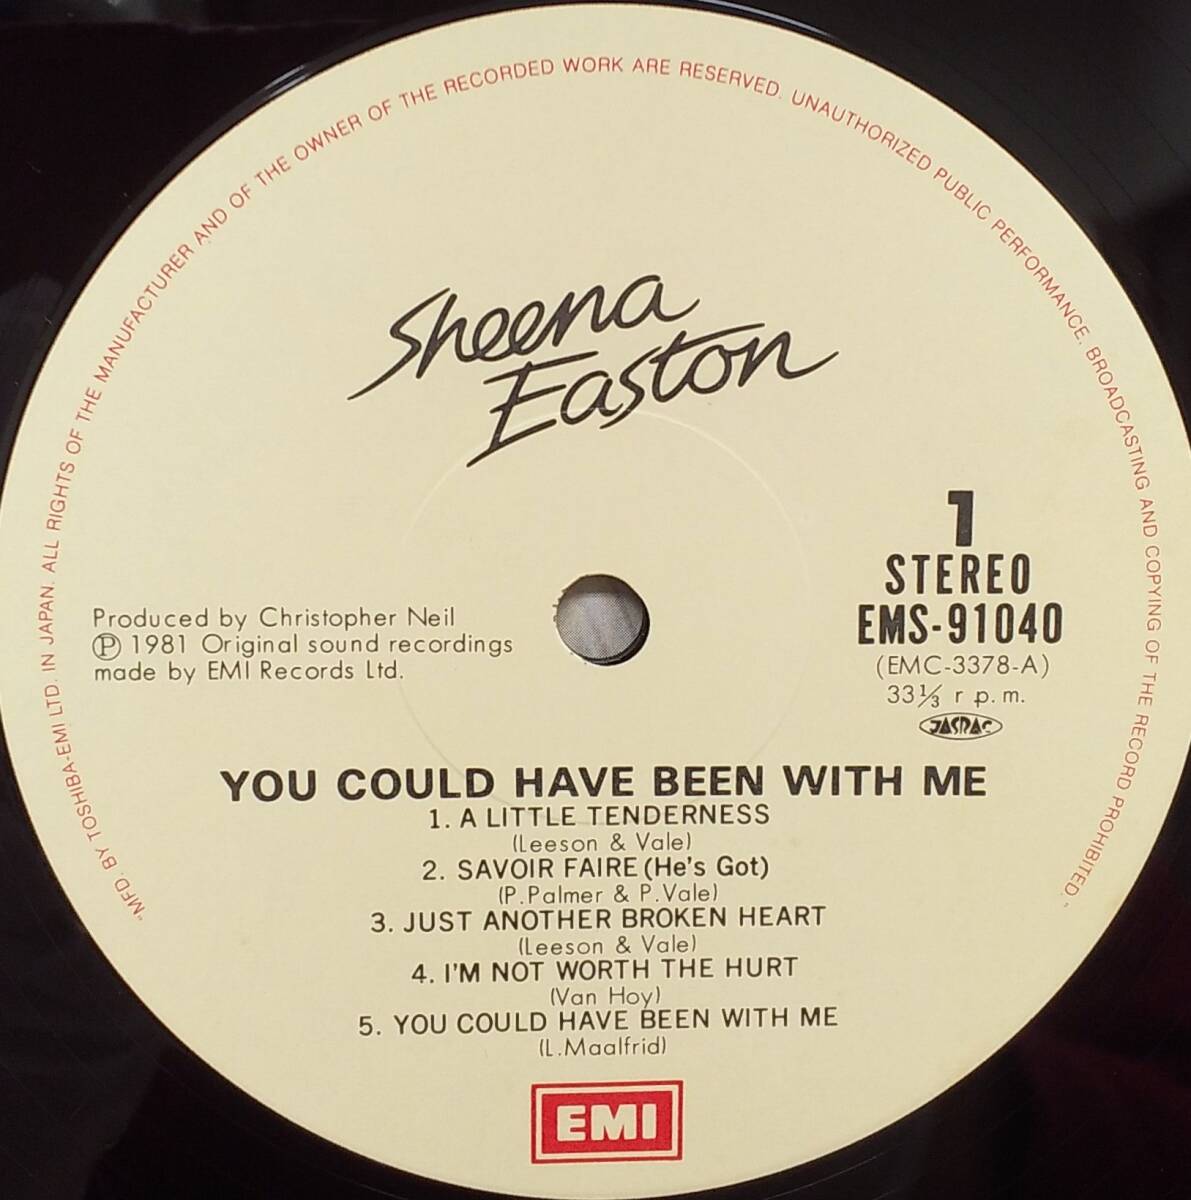 "MFD. BY TOSHIBA-EMI LTD. IN JAPAN. ALL RIGHTS OF THE MANUFACTURER AND OF THE OWNER OF THE RECORDED WORK ARE RESERVED. UNAUTHORIZED PUBLIC PERFORMANCE, BROADCASTING AND COPYING OF THE RECORD PROHIBITED."
Sheena
Easton
1
STEREO
EMS-91040
(EMC-3378-A)
33⅓ r p.m.
JASRAC
Produced by Christopher Neil
Ⓟ 1981 Original sound recordings
made by EMI Records Ltd.
YOU COULD HAVE BEEN WITH ME
1. A LITTLE TENDERNESS
(Leeson & Vale)
2. SAVOIR FAIRE (He's Got)
(P.Palmer & P.Vale)
3. JUST ANOTHER BROKEN HEART
(Leeson & Vale)
4. I'M NOT WORTH THE HURT
(Van Hoy)
5. YOU COULD HAVE BEEN WITH ME
(L.Maalfrid)
EMI